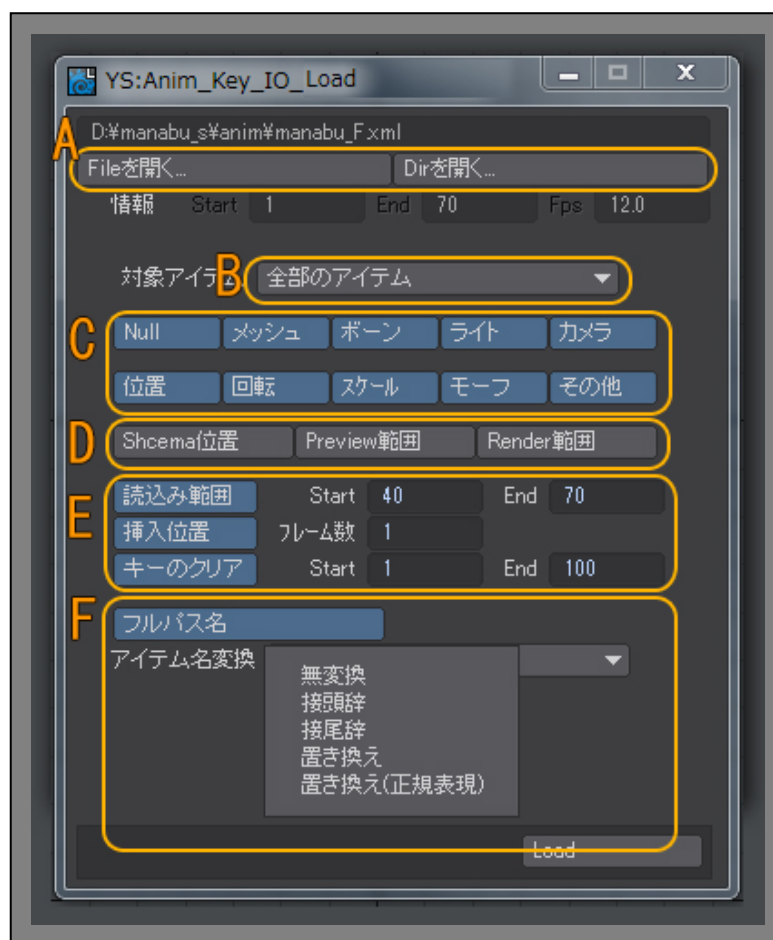 YS:Anim_Key_IO_Load
D:¥manabu_s¥anim¥manabu_F.xml
A
Fileを開く... Dirを開く...
情報 Start 1 End 70 Fps 12.0
対象アイテム B 全部のアイテム
C
Null メッシュ ボーン ライト カメラ
位置 回転 スケール モーフ その他
D Shcema位置 Preview範囲 Render範囲
E
読込み範囲 Start 40 End 70
挿入位置 フレーム数 1
キーのクリア Start 1 End 100
F フルパス名
アイテム名変換
無変換
接頭辞
接尾辞
置き換え
置き換え(正規表現)
Load